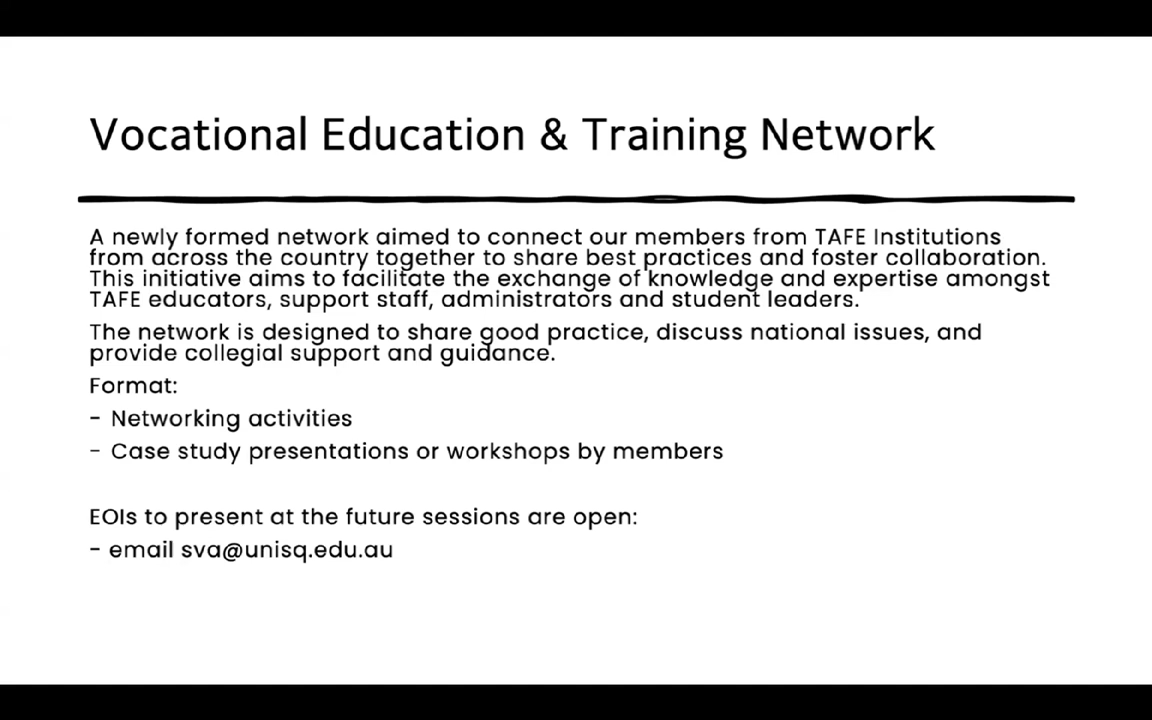 Vocational Education & Training Network
A newly formed network aimed to connect our members from TAFE Institutions
from across the country together to share best practices and foster collaboration.
This initiative aims to facilitate the exchange of knowledge and expertise amongst
TAFE educators, support staff, administrators and student leaders.
The network is designed to share good practice, discuss national issues, and
provide collegial support and guidance.
Format:
- Networking activities
- Case study presentations or workshops by members
EOIs to present at the future sessions are open:
- email sva@unisq.edu.au